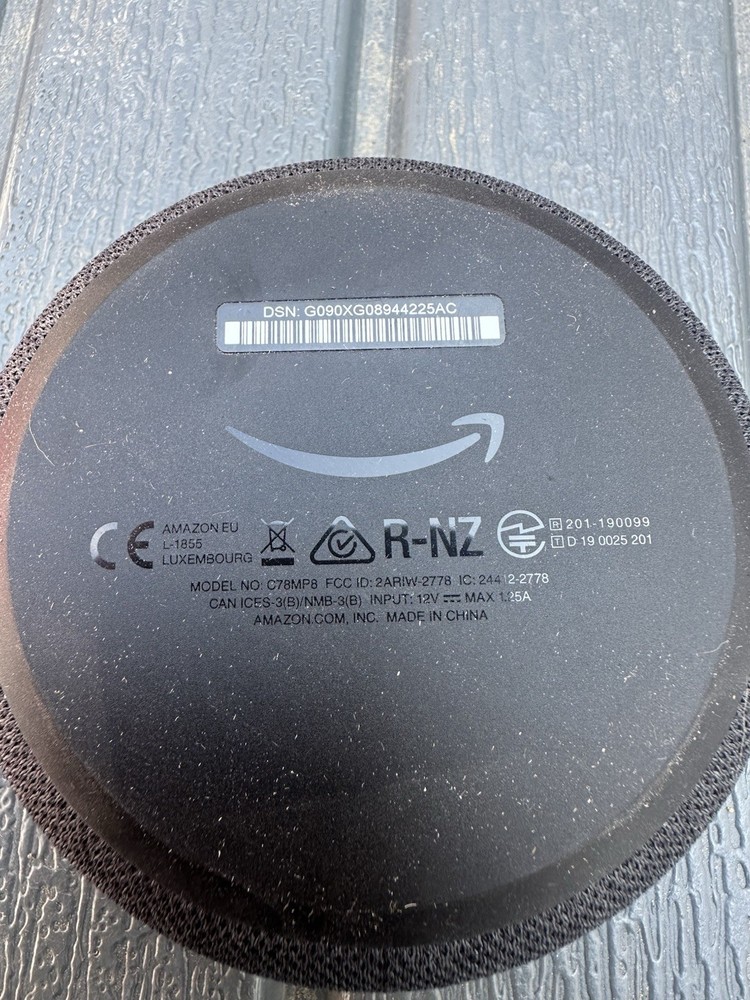 DSN: G090XG08944225AC
CE AMAZON EU
L-1855
LUXEMBOURG
R-NZ
R 201-190099
T D 19 0025 201
MODEL NO: C78MP8 FCC ID: 2ARIW-2778 IC: 24412-2778
CAN ICES-3(B)/NMB-3(B) INPUT: 12V ⎓ MAX 1.25A
AMAZON.COM, INC. MADE IN CHINA